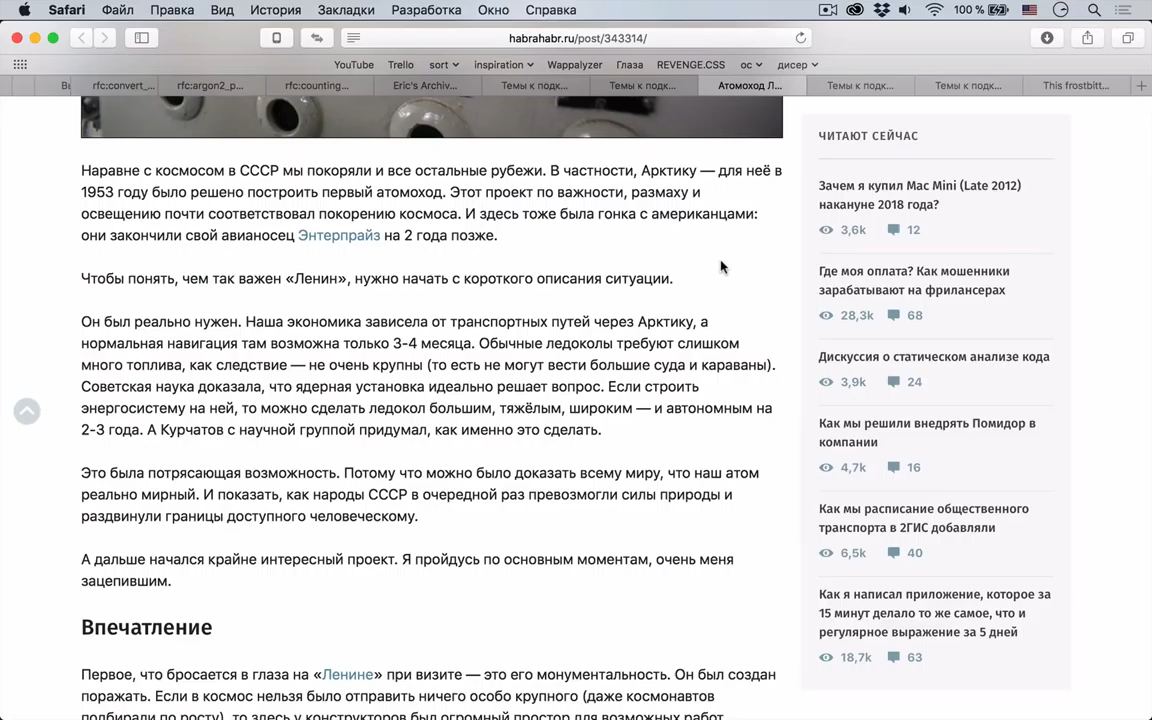 Safari Файл Правка Вид История Закладки Разработка Окно Справка 100 %
habrahabr.ru/post/343314/
YouTube Trello sort inspiration Wappalyzer Глаза REVENGE.CSS ос дисер
Вι rfc:convert_... rfc:argon2_p... rfc:counting... Eric's Archiv... Темы к подк... Темы к подк... Атомоход Л... Темы к подк... Темы к подк... This frostbitt...
Наравне с космосом в СССР мы покоряли и все остальные рубежи. В частности, Арктику — для неё в
1953 году было решено построить первый атомоход. Этот проект по важности, размаху и
освещению почти соответствовал покорению космоса. И здесь тоже была гонка с американцами:
они закончили свой авианосец Энтерпрайз на 2 года позже.
Чтобы понять, чем так важен «Ленин», нужно начать с короткого описания ситуации.
Он был реально нужен. Наша экономика зависела от транспортных путей через Арктику, а
нормальная навигация там возможна только 3-4 месяца. Обычные ледоколы требуют слишком
много топлива, как следствие — не очень крупны (то есть не могут вести большие суда и караваны).
Советская наука доказала, что ядерная установка идеально решает вопрос. Если строить
энергосистему на ней, то можно сделать ледокол большим, тяжёлым, широким — и автономным на
2-3 года. А Курчатов с научной группой придумал, как именно это сделать.
Это была потрясающая возможность. Потому что можно было доказать всему миру, что наш атом
реально мирный. И показать, как народы СССР в очередной раз превозмогли силы природы и
раздвинули границы доступного человеческому.
А дальше начался крайне интересный проект. Я пройдусь по основным моментам, очень меня
зацепившим.
Впечатление
Первое, что бросается в глаза на «Ленине» при визите — это его монументальность. Он был создан
поражать. Если в космос нельзя было отправить ничего особо крупного (даже космонавтов
подбирали по росту), то здесь у конструкторов был огромный простор для возможных работ.
ЧИТАЮТ СЕЙЧАС
Зачем я купил Mac Mini (Late 2012)
накануне 2018 года?
3,6k 12
Где моя оплата? Как мошенники
зарабатывают на фрилансерах
28,3k 68
Дискуссия о статическом анализе кода
3,9k 24
Как мы решили внедрять Помидор в
компании
4,7k 16
Как мы расписание общественного
транспорта в 2ГИС добавляли
6,5k 40
Как я написал приложение, которое за
15 минут делало то же самое, что и
регулярное выражение за 5 дней
18,7k 63